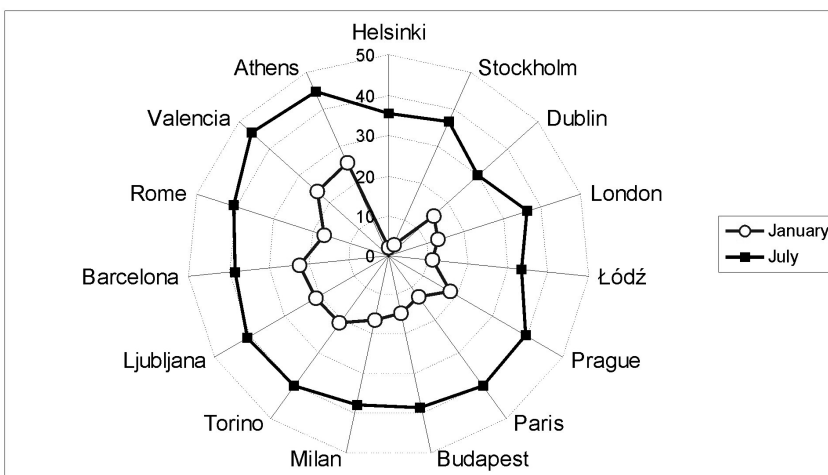 Helsinki
50
40
30
20
10
0
Stockholm
Dublin
London
Łódź
Prague
Paris
Budapest
Milan
Torino
Ljubljana
Barcelona
Rome
Valencia
Athens
January
July